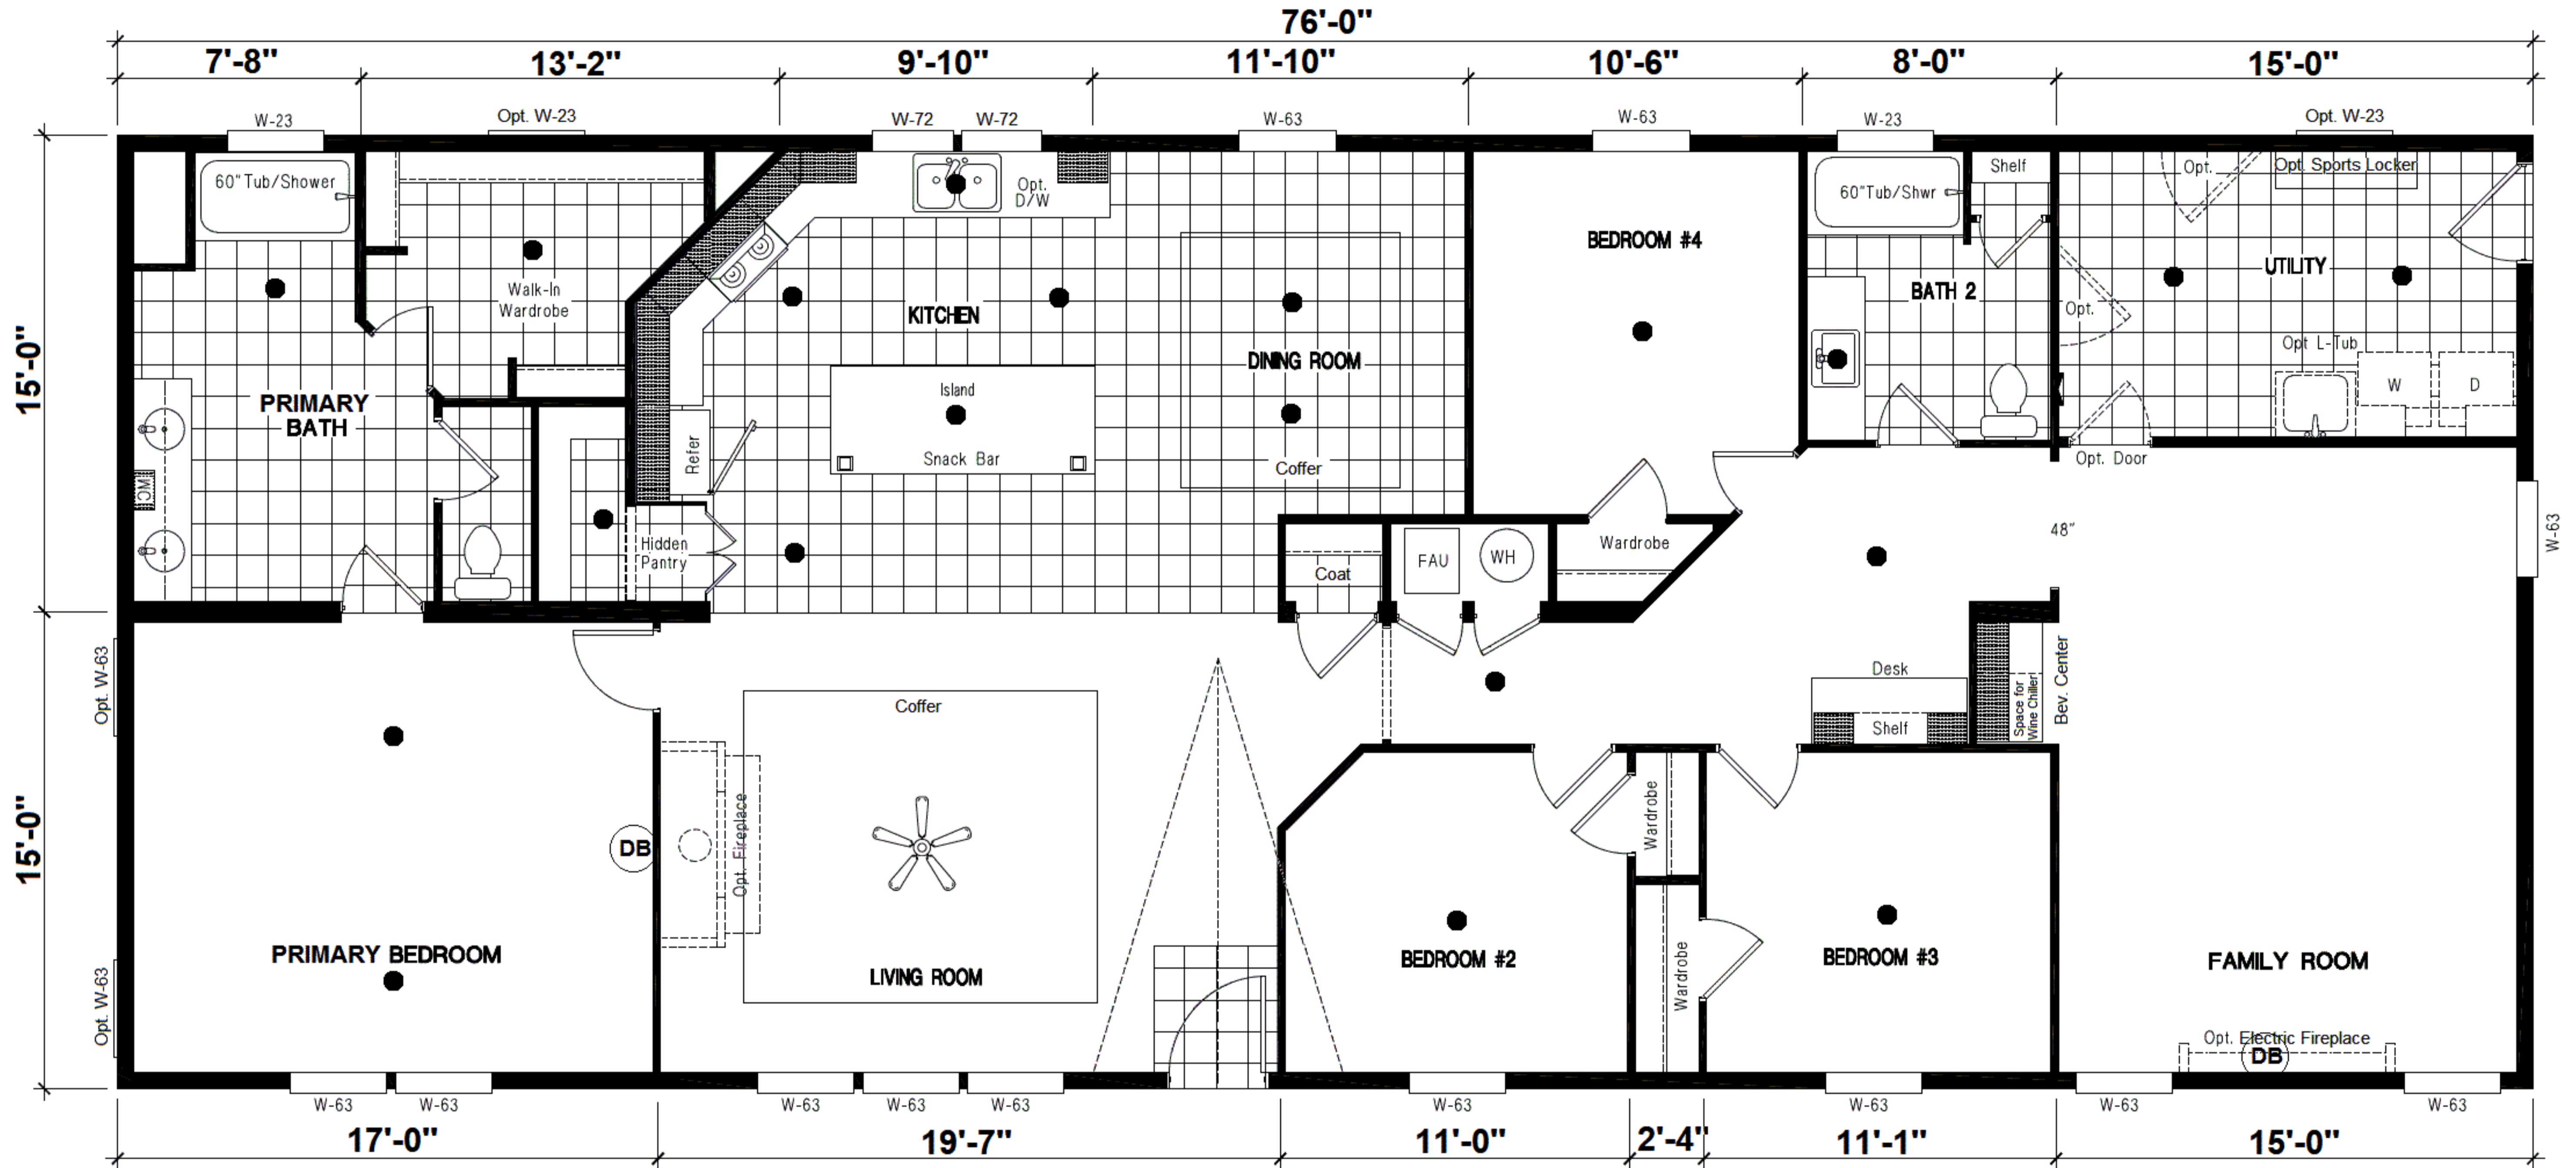 76'-0"
7'-8"
13'-2"
9'-10"
11'-10"
10'-6"
8'-0"
15'-0"
W-23
Opt. W-23
W-72
W-72
W-63
W-63
W-23
Opt. W-23
60"Tub/Shower
Opt.
D/W
60"Tub/Shwr
Shelf
Opt.
Opt. Sports Locker
Walk-In
Wardrobe
KITCHEN
BEDROOM #4
BATH 2
UTILITY
Opt.
15'-0"
PRIMARY
BATH
Island
DINING ROOM
Opt L-Tub
W
D
MC
Refer
Snack Bar
Coffer
Opt. Door
48"
W-63
Hidden
Pantry
Coat
FAU
WH
Wardrobe
Opt. W-63
Coffer
Desk
Shelf
Space for
Wine Chiller
Bev. Center
15'-0"
DB
Opt. Fireplace
Wardrobe
Opt. W-63
PRIMARY BEDROOM
LIVING ROOM
BEDROOM #2
Wardrobe
BEDROOM #3
FAMILY ROOM
Opt. Electric Fireplace
DB
W-63
W-63
W-63
W-63
W-63
W-63
W-63
W-63
W-63
17'-0"
19'-7"
11'-0"
2'-4"
11'-1"
15'-0"